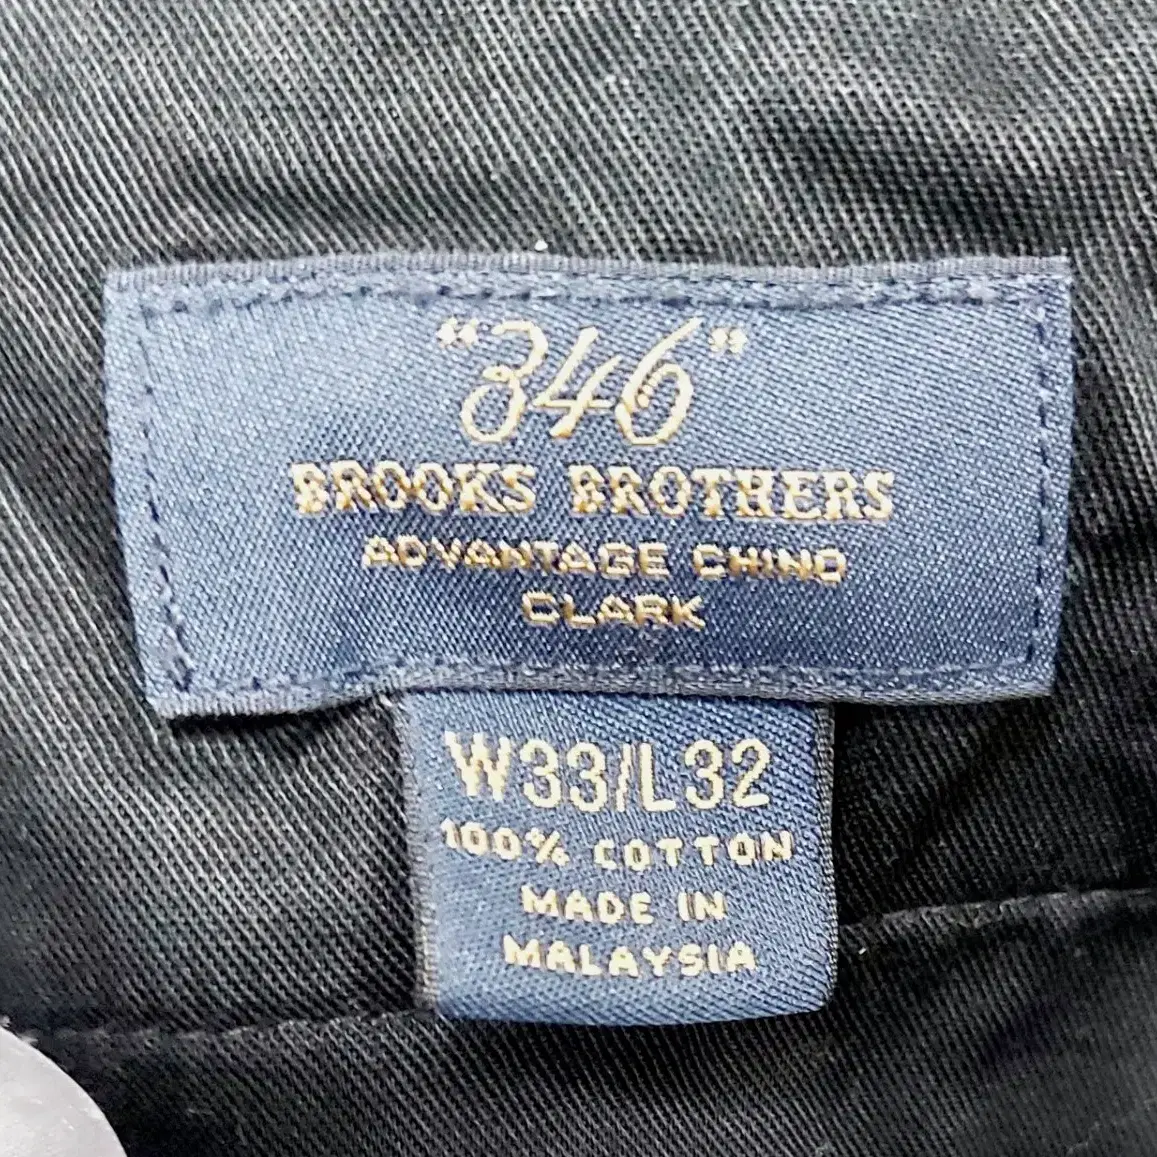 "346"
BROOKS BROTHERS
ADVANTAGE CHINO
CLARK
W33/L32
100% COTTON
MADE IN
MALAYSIA